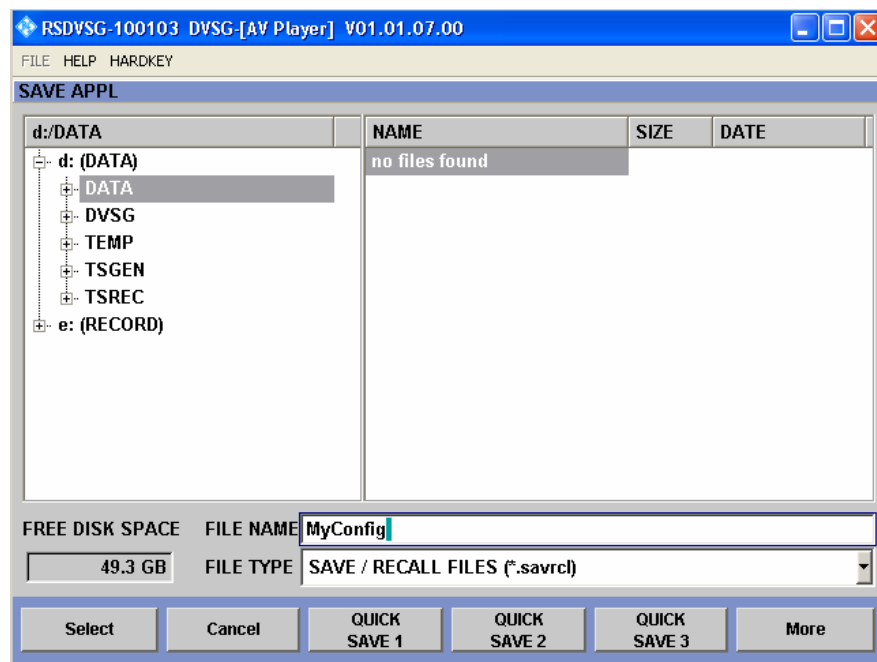 RSDVSG-100103 DVSG-[AV Player] V01.01.07.00
FILE HELP HARDKEY
SAVE APPL
d:/DATA
NAME SIZE DATE
d: (DATA)
no files found
DATA
DVSG
TEMP
TSGEN
TSREC
e: (RECORD)
FREE DISK SPACE FILE NAME MyConfig
49.3 GB FILE TYPE SAVE / RECALL FILES (*.savrcl)
Select Cancel QUICK SAVE 1 QUICK SAVE 2 QUICK SAVE 3 More